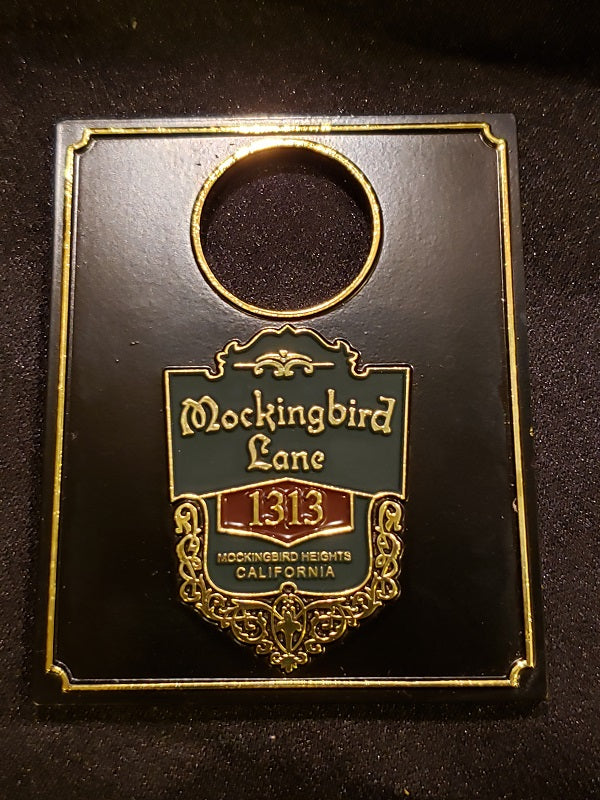 Mockingbird
Lane
1313
MOCKINGBIRD HEIGHTS
CALIFORNIA